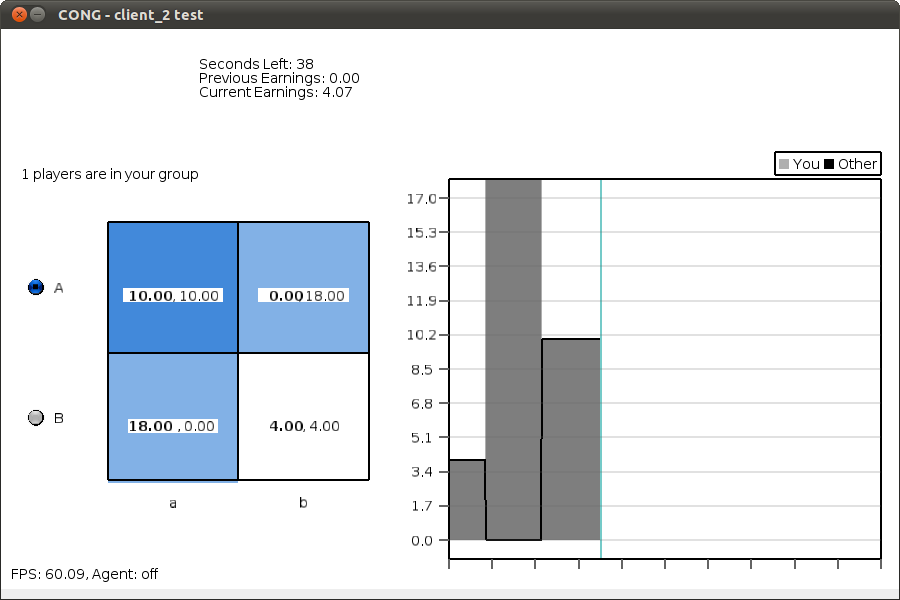 CONG - client_2 test
Seconds Left: 38
Previous Earnings: 0.00
Current Earnings: 4.07
You Other
1 players are in your group
17.0
15.3
13.6
11.9
10.2
8.5
6.8
5.1
3.4
1.7
0.0
A
10.00, 10.00
0.00 18.00
B
18.00 , 0.00
4.00, 4.00
a b
FPS: 60.09, Agent: off